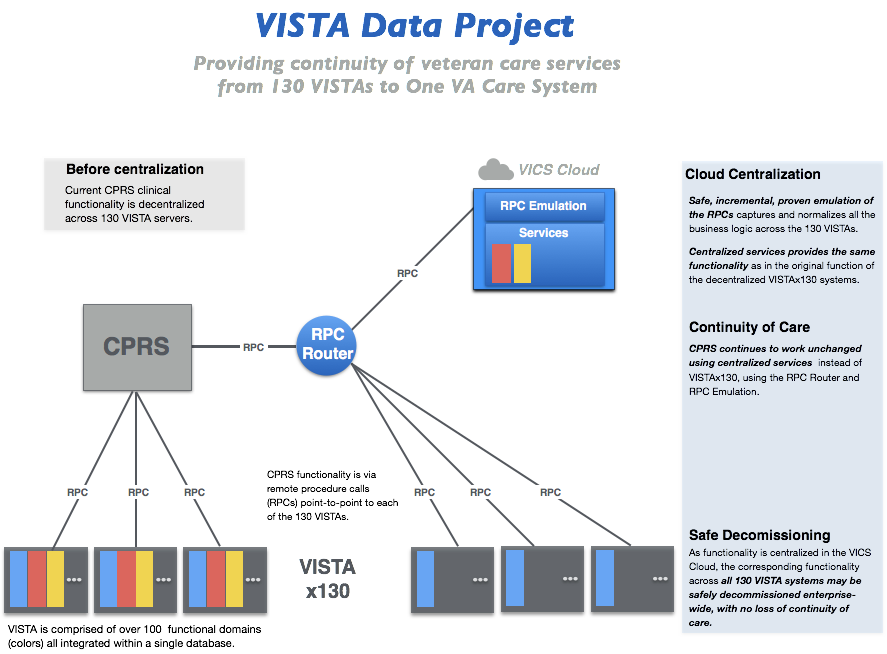 VISTA Data Project
Providing continuity of veteran care services
from 130 VISTAs to One VA Care System
Before centralization
Current CPRS clinical
functionality is decentralized
across 130 VISTA servers.
VICS Cloud
RPC Emulation
Services
RPC
CPRS
RPC
RPC
Router
RPC
RPC
RPC
CPRS functionality is via
remote procedure calls
(RPCs) point-to-point to each
of the 130 VISTAs.
RPC
RPC
RPC
VISTA
x130
VISTA is comprised of over 100 functional domains
(colors) all integrated within a single database.
Cloud Centralization
Safe, incremental, proven emulation of
the RPCs captures and normalizes all the
business logic across the 130 VISTAs.
Centralized services provides the same
functionality as in the original function of
the decentralized VISTAx130 systems.
Continuity of Care
CPRS continues to work unchanged
using centralized services instead of
VISTAx130, using the RPC Router and
RPC Emulation.
Safe Decomissioning
As functionality is centralized in the VICS
Cloud, the corresponding functionality
across all 130 VISTA systems may be
safely decommissioned enterprise-
wide, with no loss of continuity of
care.